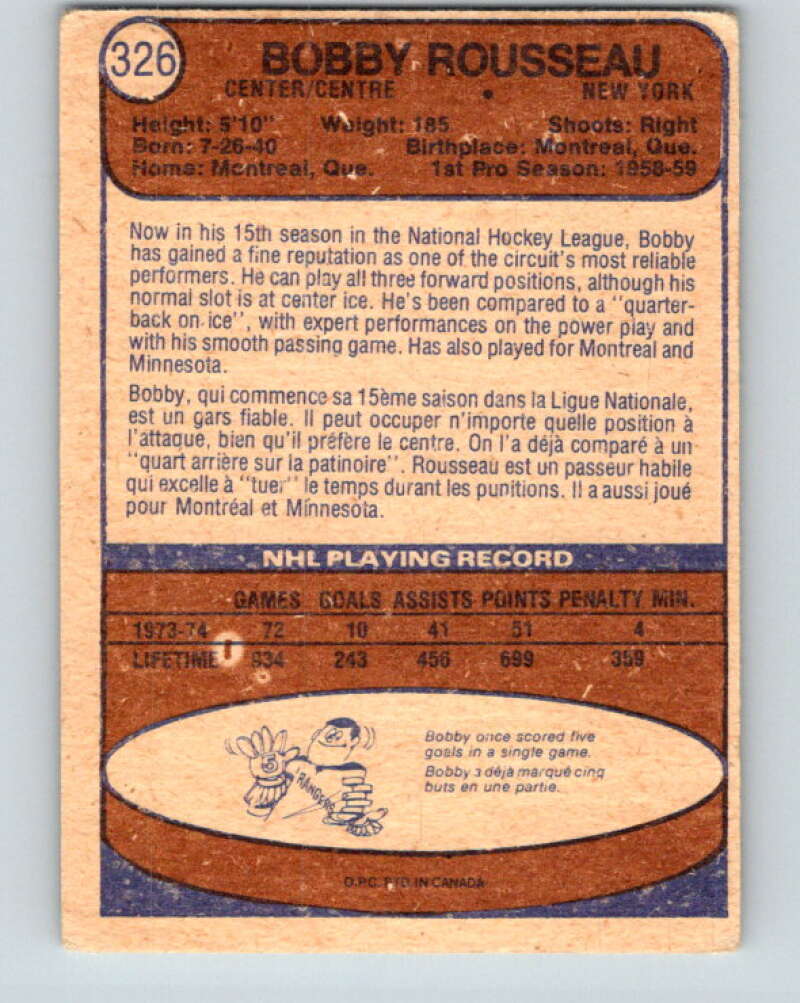 326
BOBBY ROUSSEAU
CENTER/CENTRE • NEW YORK
Height: 5'10" Weight: 185 Shoots: Right
Born: 7-26-40 Birthplace: Montreal, Que.
Home: Montreal, Que. 1st Pro Season: 1958-59
Now in his 15th season in the National Hockey League, Bobby
has gained a fine reputation as one of the circuit's most reliable
performers. He can play all three forward positions, although his
normal slot is at center ice. He's been compared to a "quarter-
back on ice", with expert performances on the power play and
with his smooth passing game. Has also played for Montreal and
Minnesota.
Bobby, qui commence sa 15ème saison dans la Ligue Nationale,
est un gars fiable. Il peut occuper n'importe quelle position à
l'attaque, bien qu'il préfère le centre. On l'a déjà comparé à un
"quart arrière sur la patinoire". Rousseau est un passeur habile
qui excelle à "tuer" le temps durant les punitions. Il a aussi joué
pour Montréal et Minnesota.
NHL PLAYING RECORD
GAMES GOALS ASSISTS POINTS PENALTY MIN.
1973-74 72 10 41 51 4
LIFETIME 934 243 456 699 359
Bobby once scored five
goals in a single game.
Bobby a déjà marqué cinq
buts en une partie.
5
RANGERS
O.P.C. PTD IN CANADA